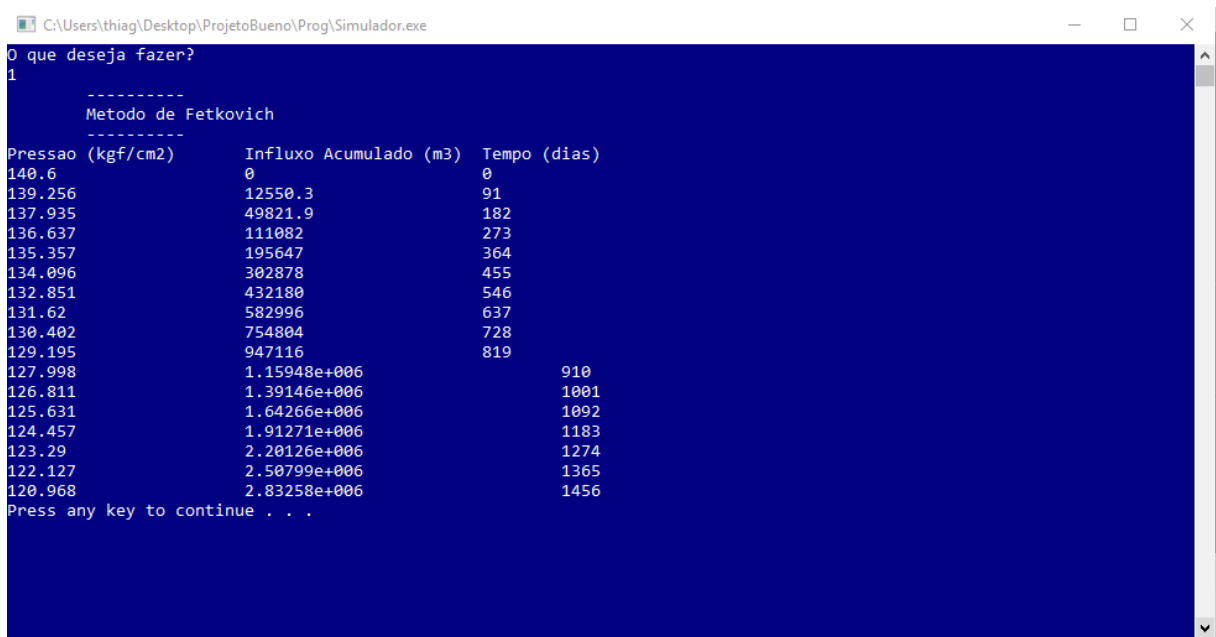 C:\Users\thiag\Desktop\ProjetoBueno\Prog\Simulador.exe
O que deseja fazer?
1
----------
Metodo de Fetkovich
----------
Pressao (kgf/cm2) Influxo Acumulado (m3) Tempo (dias)
140.6 0 0
139.256 12550.3 91
137.935 49821.9 182
136.637 111082 273
135.357 195647 364
134.096 302878 455
132.851 432180 546
131.62 582996 637
130.402 754804 728
129.195 947116 819
127.998 1.15948e+006 910
126.811 1.39146e+006 1001
125.631 1.64266e+006 1092
124.457 1.91271e+006 1183
123.29 2.20126e+006 1274
122.127 2.50799e+006 1365
120.968 2.83258e+006 1456
Press any key to continue . . .